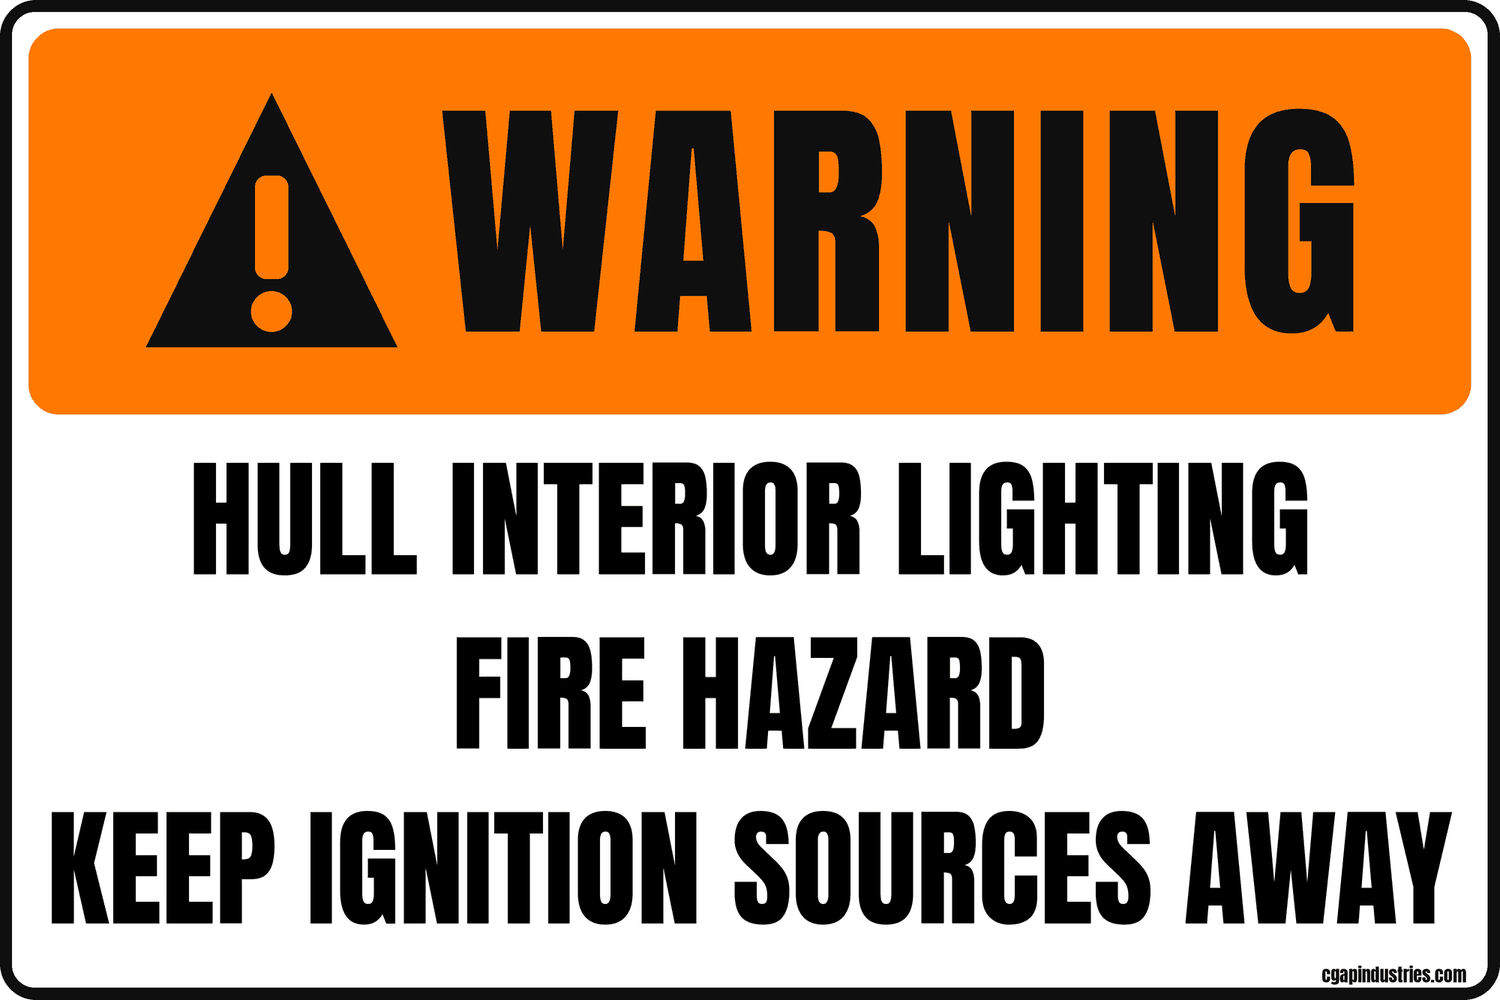 WARNING
HULL INTERIOR LIGHTING
FIRE HAZARD
KEEP IGNITION SOURCES AWAY
cgapindustries.com